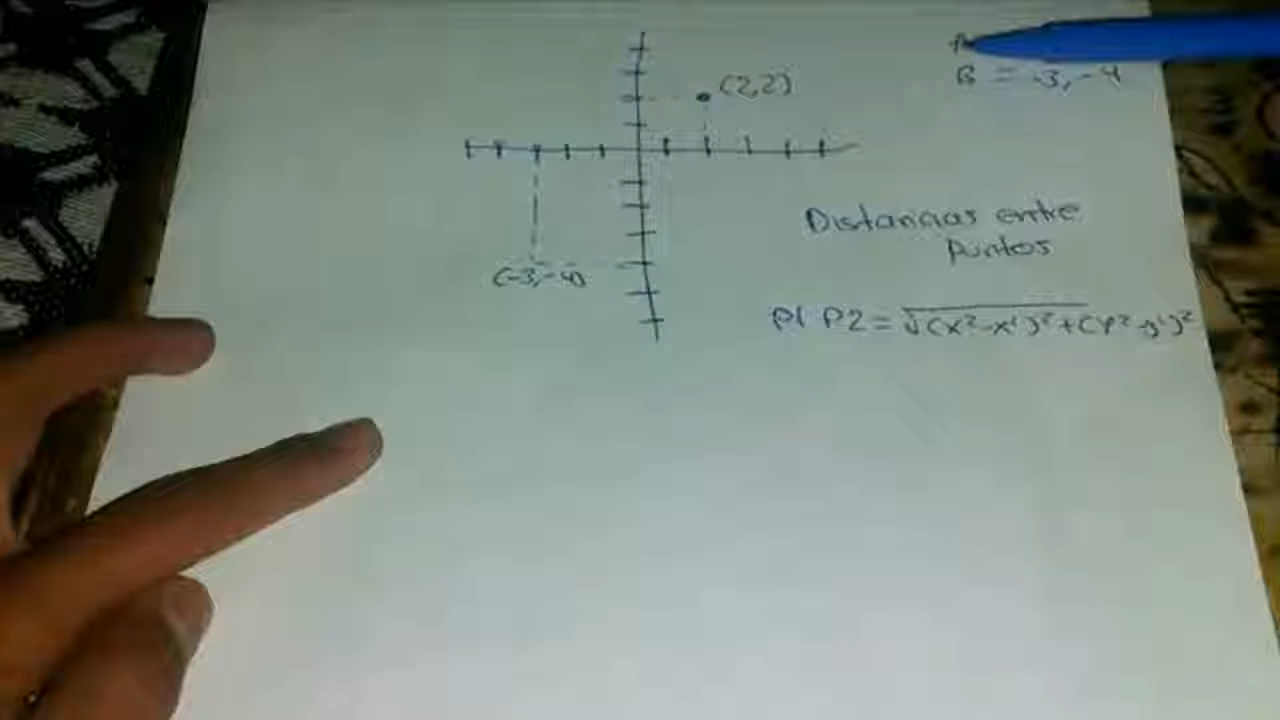 A
B = -3, -4
(2,2)
(-3,-4)
Distancias entre
Puntos
P1 P2 = √(x²-x¹)²+(y²-y¹)²